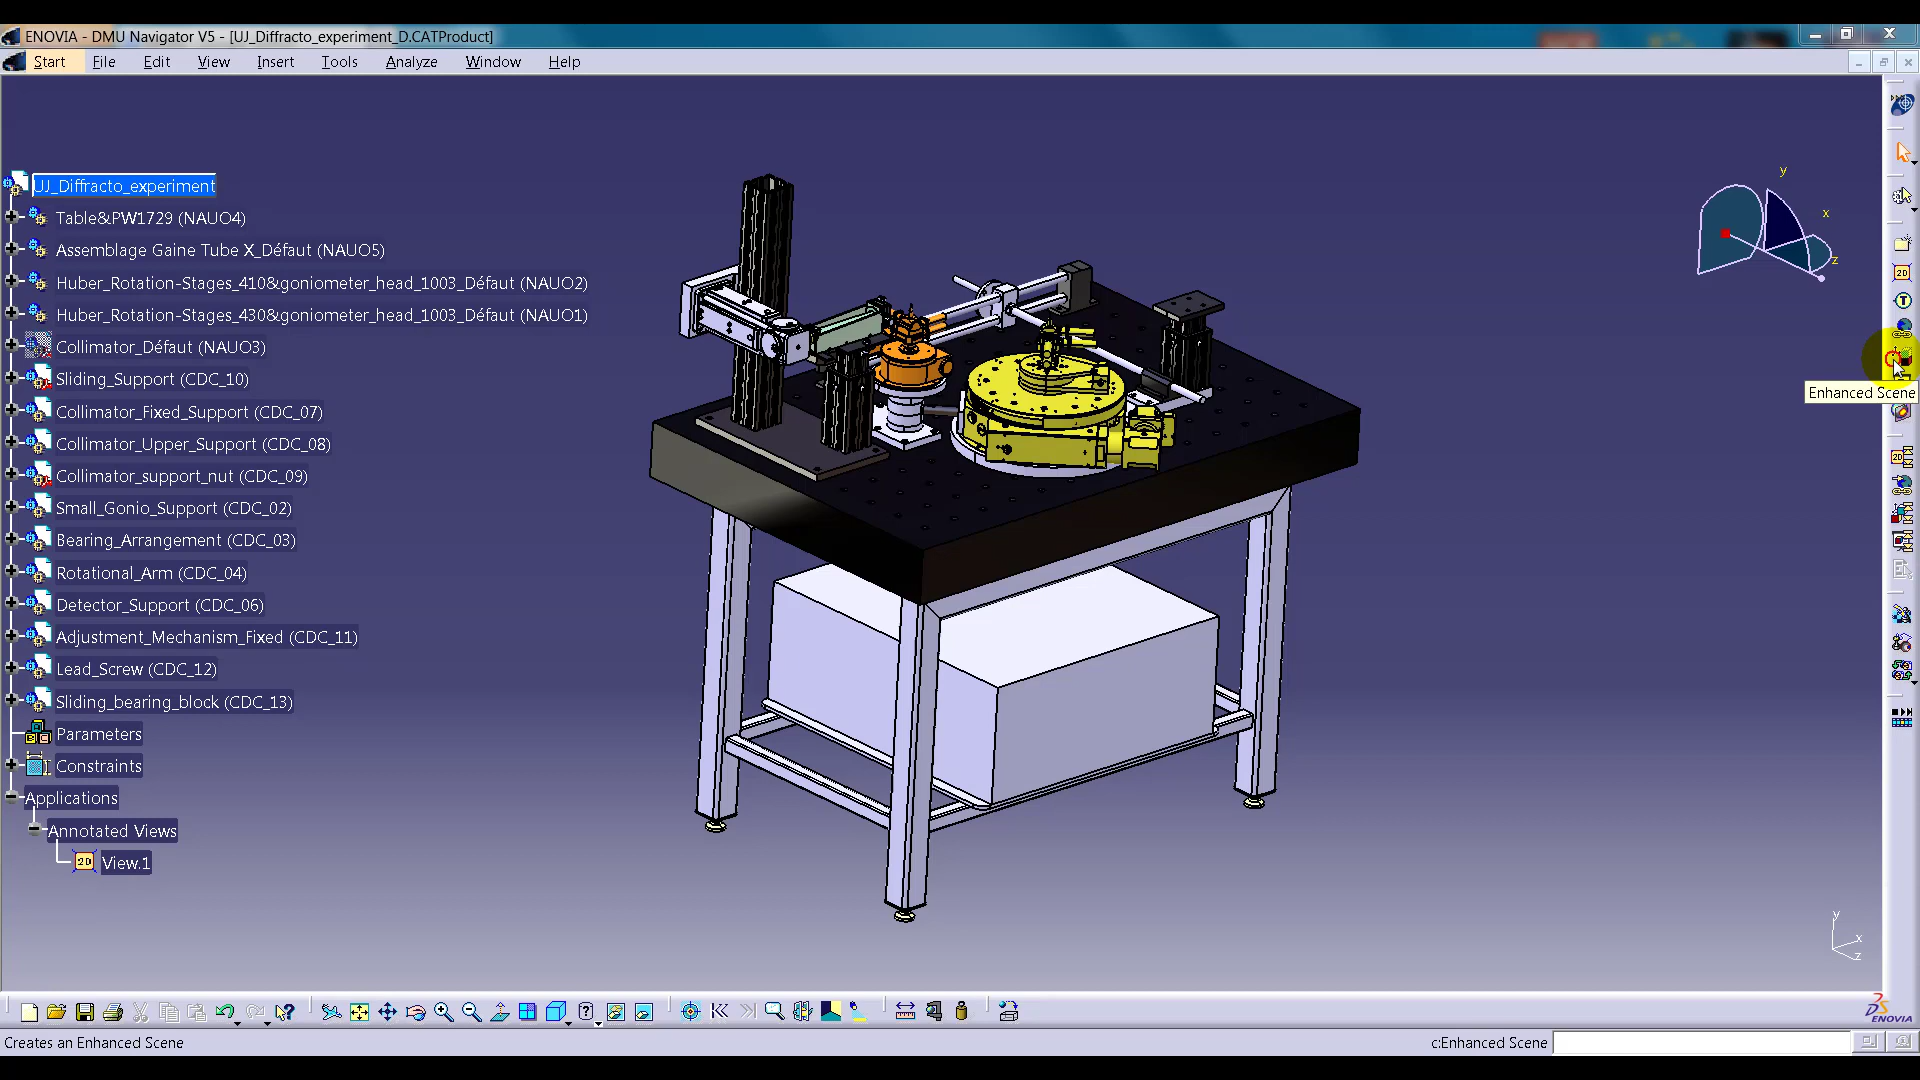 ENOVIA - DMU Navigator V5 - [UJ_Diffracto_experiment_D.CATProduct]
Start File Edit View Insert Tools Analyze Window Help
UJ_Diffracto_experiment
Table&PW1729 (NAUO4)
Assemblage Gaine Tube X_Défaut (NAUO5)
Huber_Rotation-Stages_410&goniometer_head_1003_Défaut (NAUO2)
Huber_Rotation-Stages_430&goniometer_head_1003_Défaut (NAUO1)
Collimator_Défaut (NAUO3)
Sliding_Support (CDC_10)
Collimator_Fixed_Support (CDC_07)
Collimator_Upper_Support (CDC_08)
Collimator_support_nut (CDC_09)
Small_Gonio_Support (CDC_02)
Bearing_Arrangement (CDC_03)
Rotational_Arm (CDC_04)
Detector_Support (CDC_06)
Adjustment_Mechanism_Fixed (CDC_11)
Lead_Screw (CDC_12)
Sliding_bearing_block (CDC_13)
Parameters
Constraints
Applications
Annotated Views
2D View.1
y
x
z
Enhanced Scene
y
x
z
ENOVIA
Creates an Enhanced Scene
c:Enhanced Scene